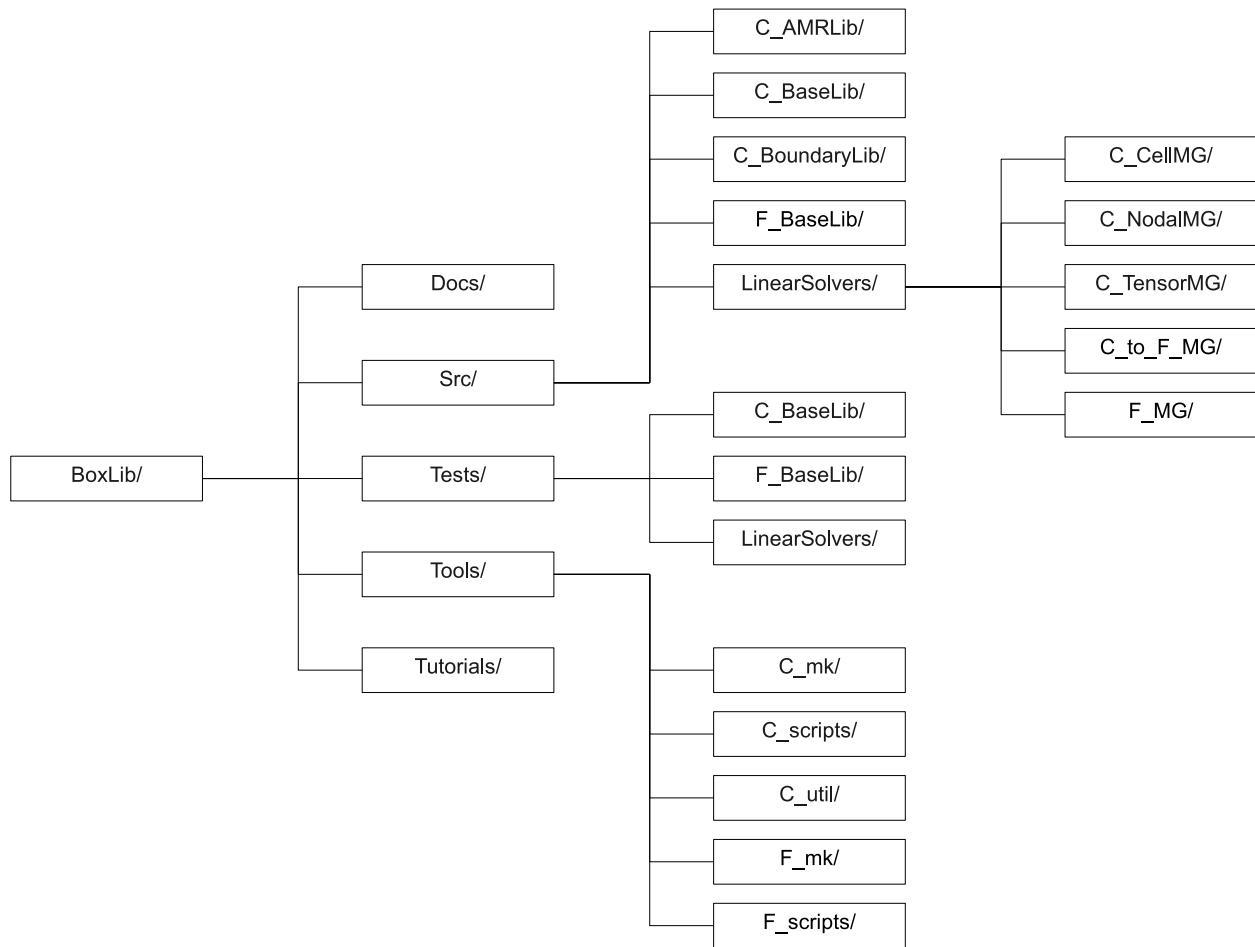 C_AMRLib/
C_BaseLib/
C_BoundaryLib/
C_CellMG/
F_BaseLib/
C_NodalMG/
Docs/
LinearSolvers/
C_TensorMG/
C_to_F_MG/
Src/
C_BaseLib/
F_MG/
BoxLib/
Tests/
F_BaseLib/
LinearSolvers/
Tools/
Tutorials/
C_mk/
C_scripts/
C_util/
F_mk/
F_scripts/